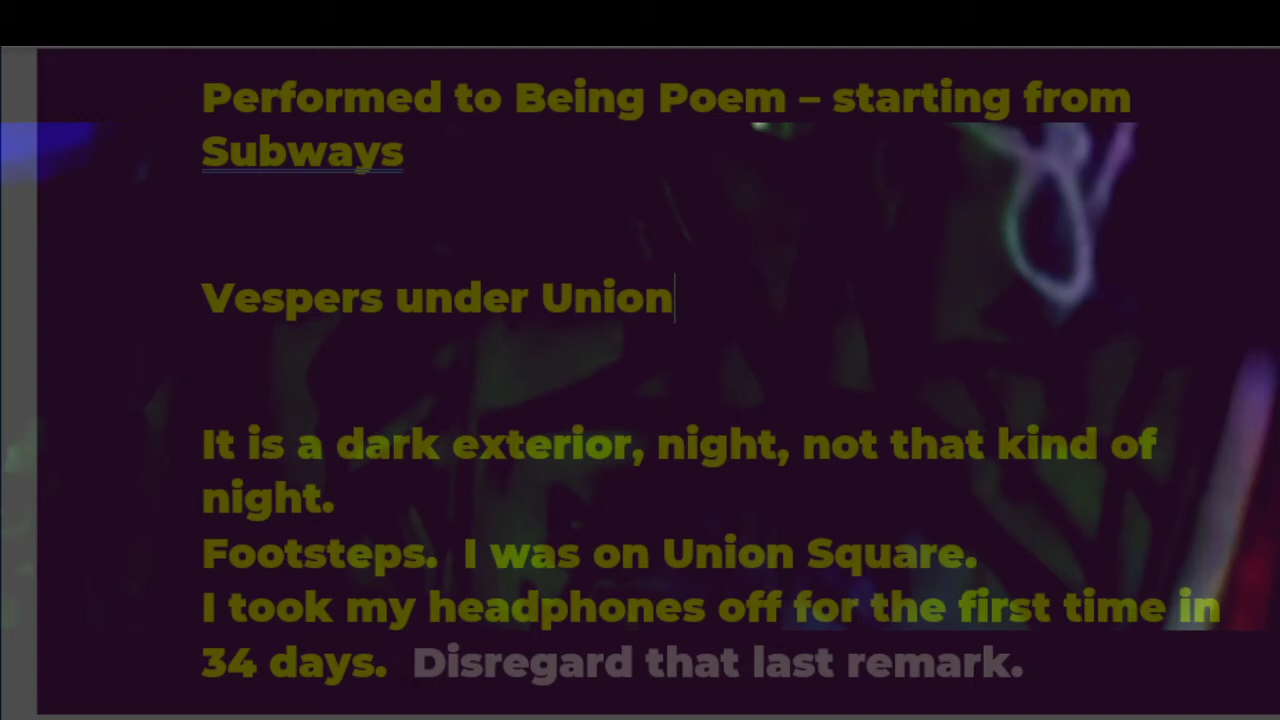 Performed to Being Poem – starting from
Subways
Vespers under Union
It is a dark exterior, night, not that kind of
night.
Footsteps.  I was on Union Square.
I took my headphones off for the first time in
34 days.  Disregard that last remark.